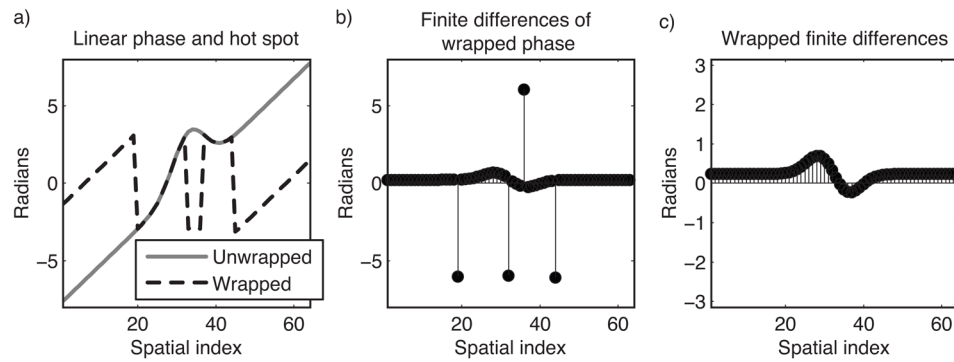 a)
Linear phase and hot spot
Radians
5
0
−5
20
40
60
Spatial index
Unwrapped
Wrapped
b)
Finite differences of
wrapped phase
Radians
5
0
−5
20
40
60
Spatial index
c)
Wrapped finite differences
Radians
3
2
1
0
−1
−2
−3
20
40
60
Spatial index